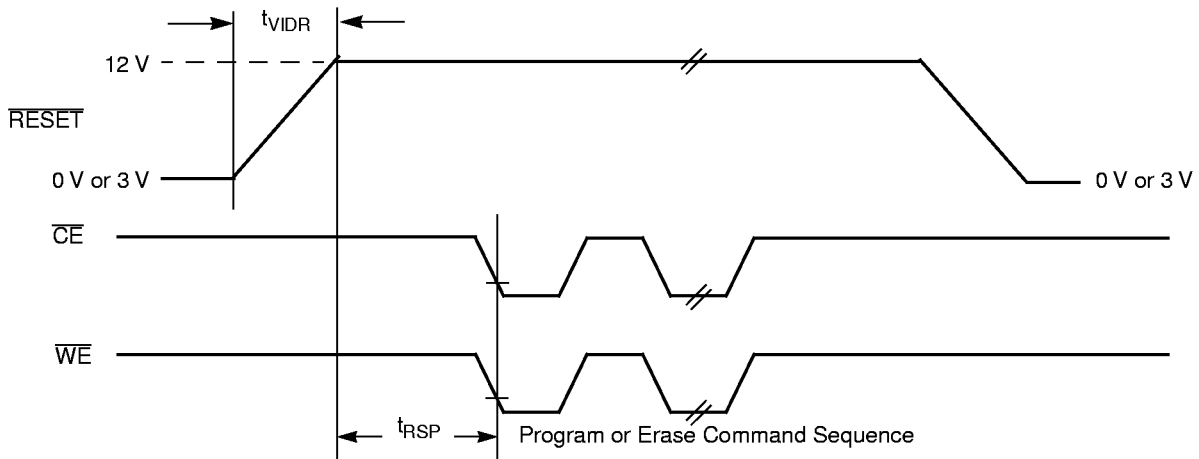 tVIDR
12 V
RESET
0 V or 3 V
0 V or 3 V
CE
WE
tRSP
Program or Erase Command Sequence